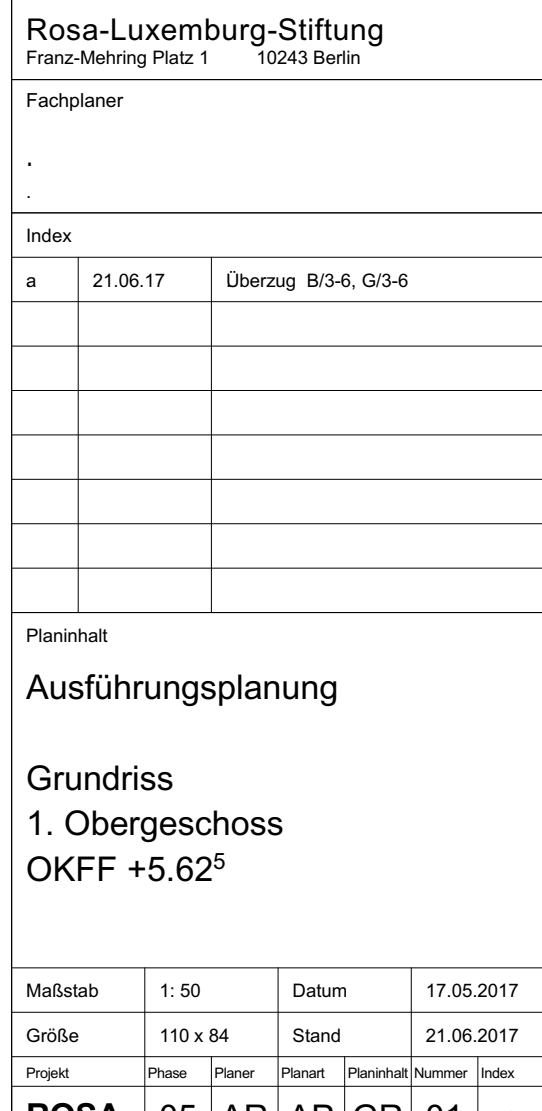 Rosa-Luxemburg-Stiftung
Franz-Mehring Platz 1 10243 Berlin
Fachplaner
.
.
Index
a 21.06.17 Überzug B/3-6, G/3-6
Planinhalt
Ausführungsplanung
Grundriss
1. Obergeschoss
OKFF +5.62⁵
Maßstab 1: 50 Datum 17.05.2017
Größe 110 x 84 Stand 21.06.2017
Projekt Phase Planer Planart Planinhalt Nummer Index
ROSA 05 AR AP GR 01